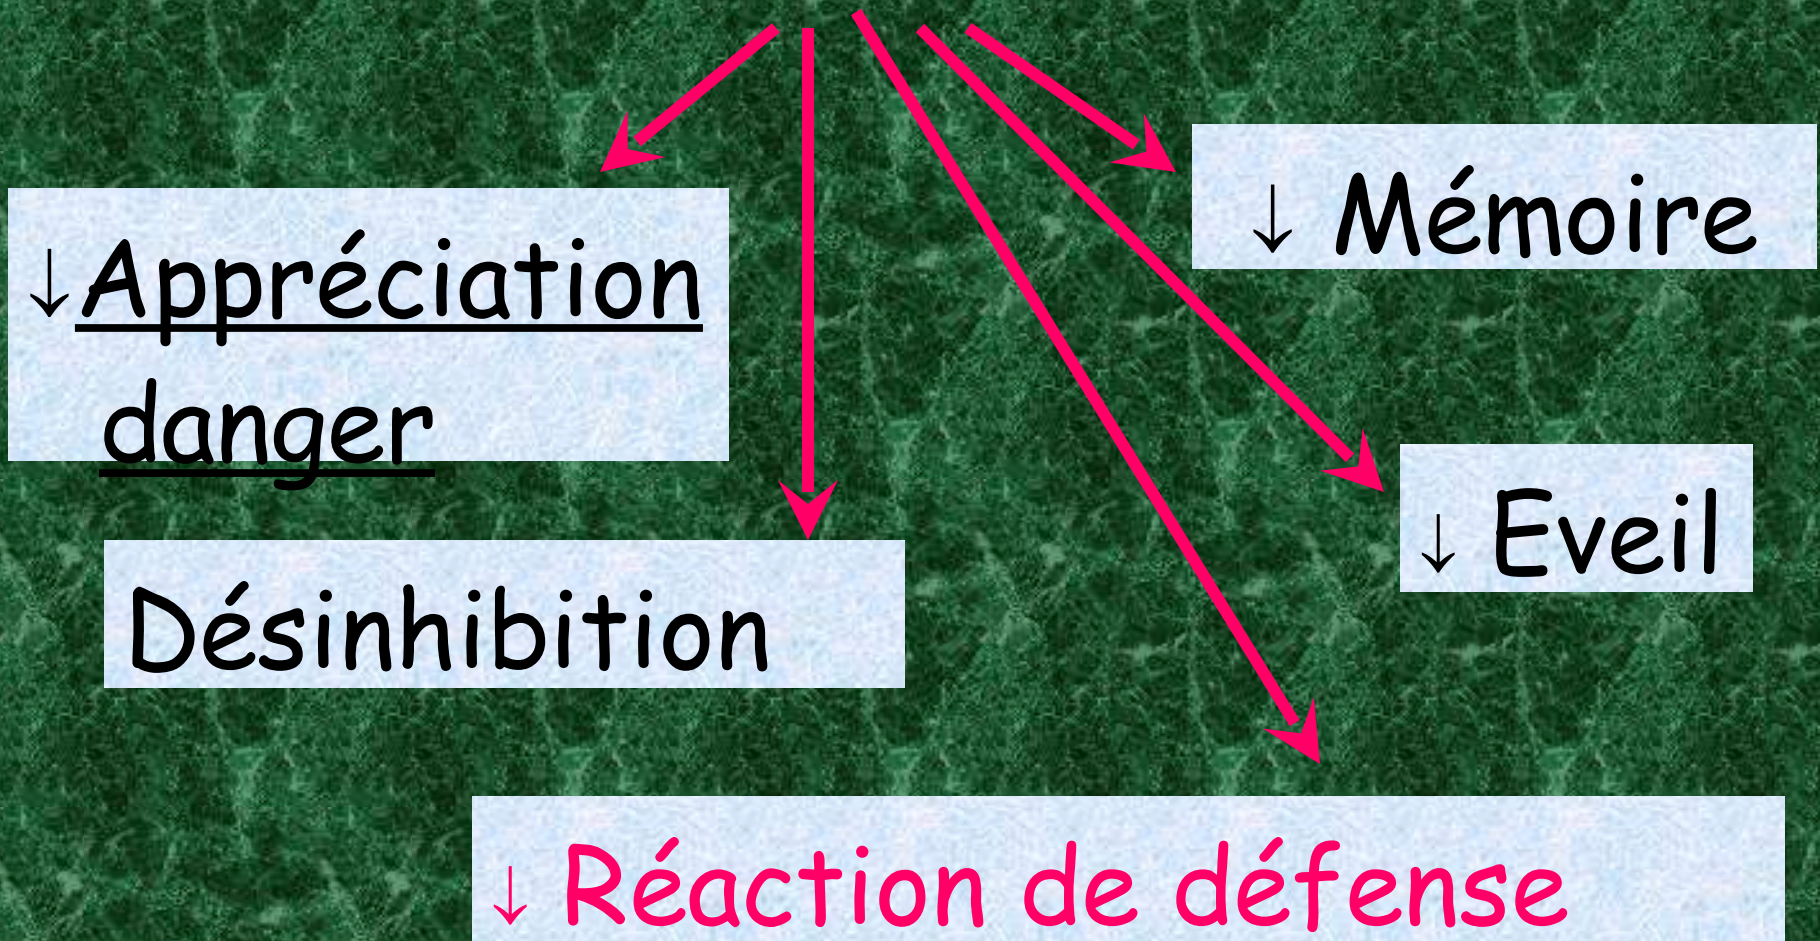 ↓ Mémoire
↓Appréciation
danger
↓ Eveil
Désinhibition
↓ Réaction de défense